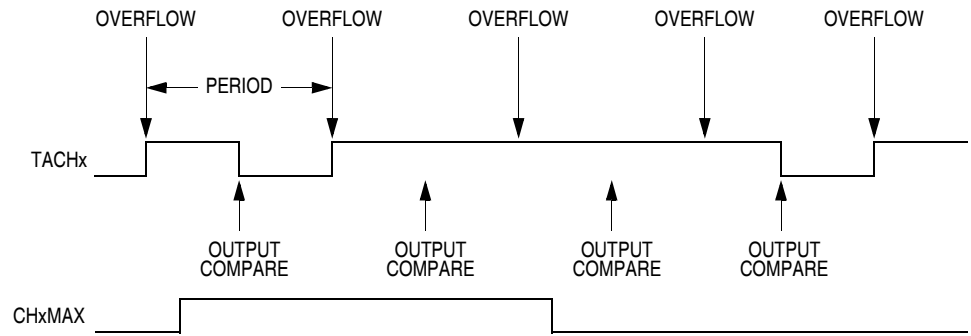 OVERFLOW OVERFLOW OVERFLOW OVERFLOW OVERFLOW
PERIOD
TACHx
OUTPUT COMPARE
OUTPUT COMPARE
OUTPUT COMPARE
OUTPUT COMPARE
CHxMAX